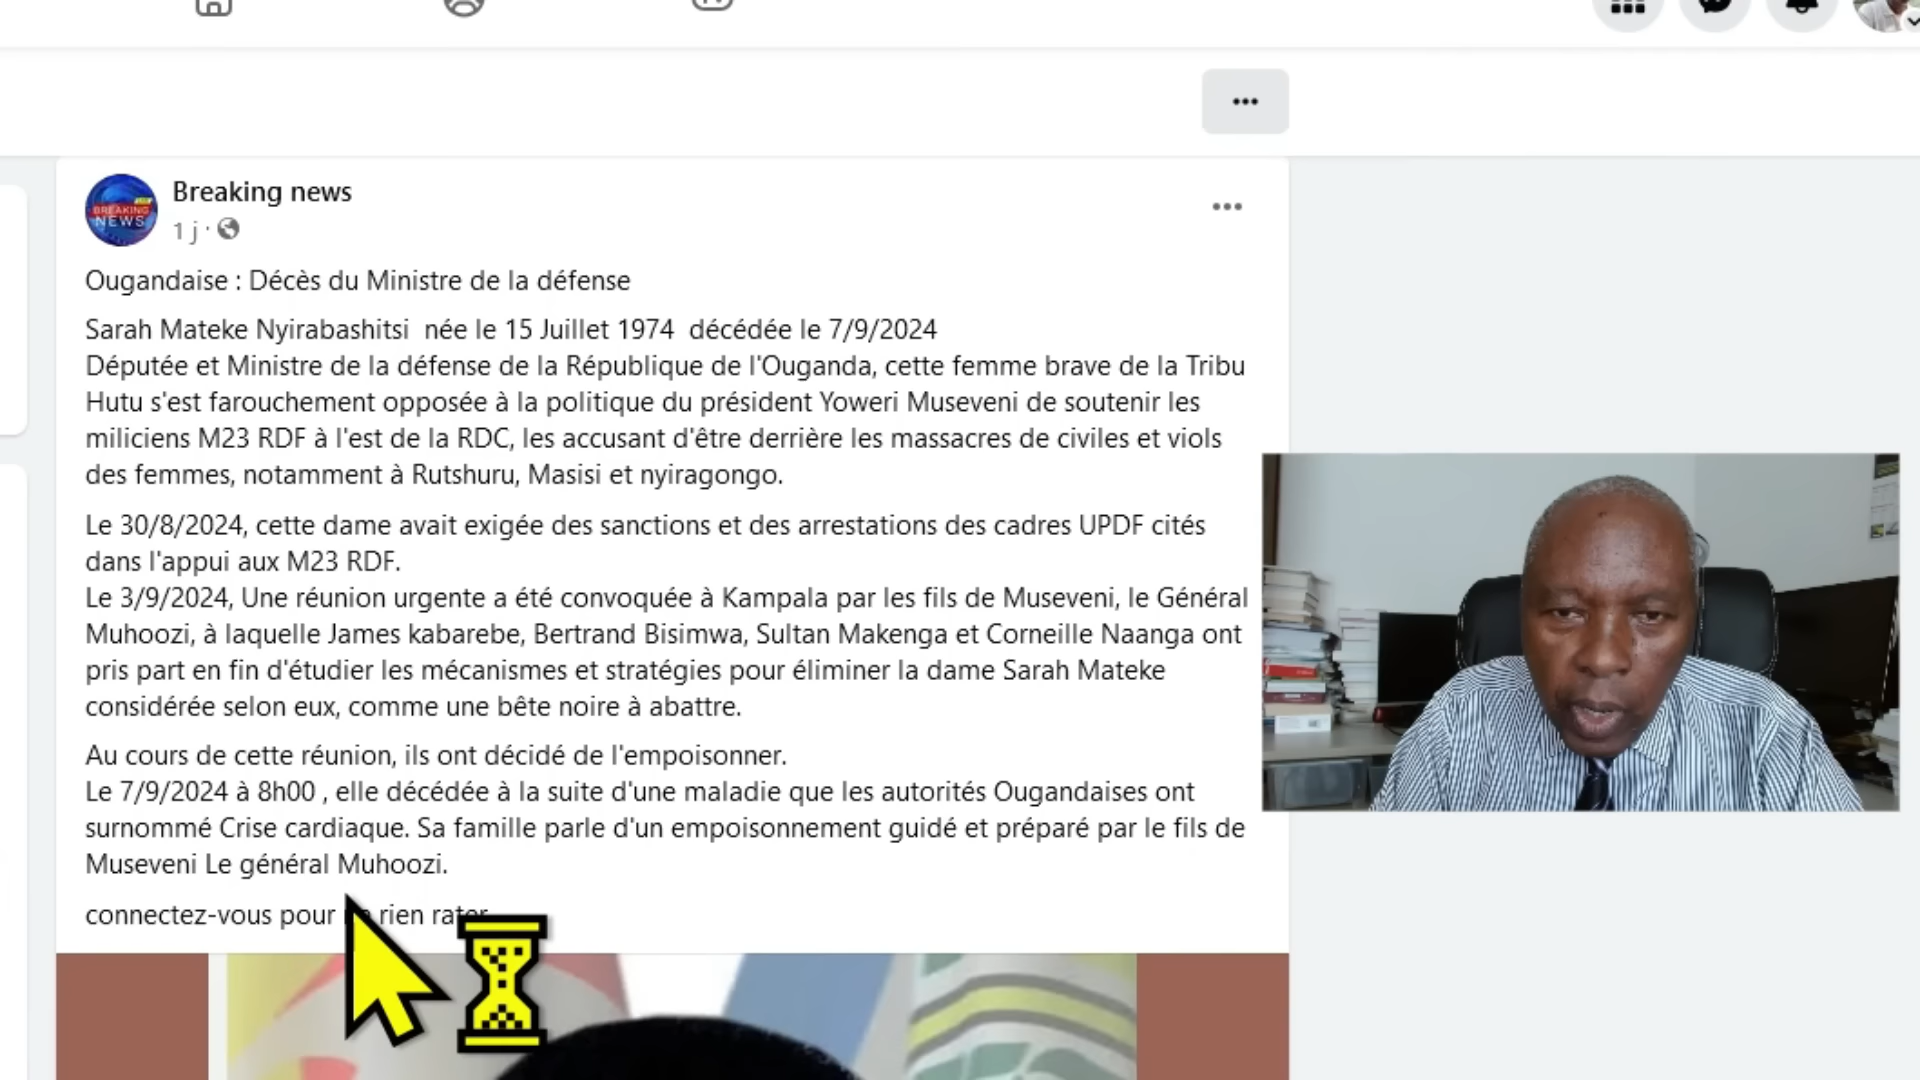 Breaking news
BREAKING
NEWS
1 j ·
Ougandaise : Décès du Ministre de la défense
Sarah Mateke Nyirabashitsi née le 15 Juillet 1974 décédée le 7/9/2024
Députée et Ministre de la défense de la République de l'Ouganda, cette femme brave de la Tribu
Hutu s'est farouchement opposée à la politique du président Yoweri Museveni de soutenir les
miliciens M23 RDF à l'est de la RDC, les accusant d'être derrière les massacres de civiles et viols
des femmes, notamment à Rutshuru, Masisi et nyiragongo.
Le 30/8/2024, cette dame avait exigée des sanctions et des arrestations des cadres UPDF cités
dans l'appui aux M23 RDF.
Le 3/9/2024, Une réunion urgente a été convoquée à Kampala par les fils de Museveni, le Général
Muhoozi, à laquelle James kabarebe, Bertrand Bisimwa, Sultan Makenga et Corneille Naanga ont
pris part en fin d'étudier les mécanismes et stratégies pour éliminer la dame Sarah Mateke
considérée selon eux, comme une bête noire à abattre.
Au cours de cette réunion, ils ont décidé de l'empoisonner.
Le 7/9/2024 à 8h00 , elle décédée à la suite d'une maladie que les autorités Ougandaises ont
surnommé Crise cardiaque. Sa famille parle d'un empoisonnement guidé et préparé par le fils de
Museveni Le général Muhoozi.
connectez-vous pour rien rater